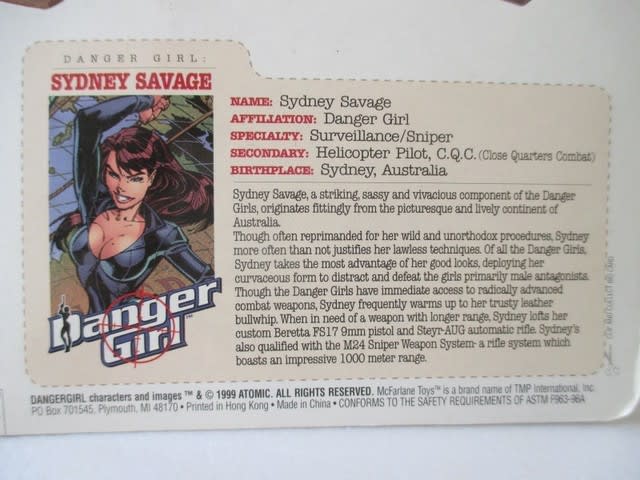 DANGER GIRL:
SYDNEY SAVAGE
NAME: Sydney Savage
AFFILIATION: Danger Girl
SPECIALTY: Surveillance/Sniper
SECONDARY: Helicopter Pilot, C.Q.C. (Close Quarters Combat)
BIRTHPLACE: Sydney, Australia
Sydney Savage, a striking, sassy and vivacious component of the Danger
Girls, originates fittingly from the picturesque and lively continent of
Australia.
Though often reprimanded for her wild and unorthodox procedures, Sydney
more often than not justifies her lawless techniques. Of all the Danger Girls,
Sydney takes the most advantage of her good looks, deploying her
curvaceous form to distract and defeat the girls primarily male antagonists.
Though the Danger Girls have immediate access to radically advanced
combat weapons, Sydney frequently warms up to her trusty leather
bullwhip. When in need of a weapon with longer range, Sydney lofts her
custom Beretta FS17 9mm pistol and Steyr-AUG automatic rifle. Sydney's
also qualified with the M24 Sniper Weapon System- a rifle system which
boasts an impressive 1000 meter range.
Danger
Girl
DANGERGIRL characters and images ™ & © 1999 ATOMIC. ALL RIGHTS RESERVED. McFarlane Toys™ is a brand name of TMP International, Inc.
PO Box 701545, Plymouth, MI 48170 • Printed in Hong Kong • Made in China • CONFORMS TO THE SAFETY REQUIREMENTS OF ASTM F963-96A